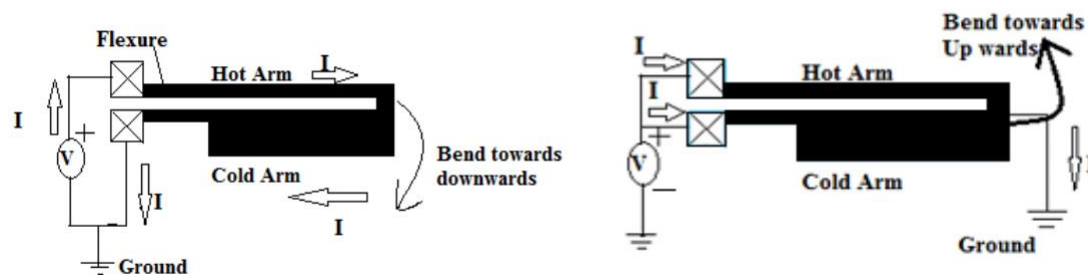 Flexure
I
Hot Arm
I
+
V
I
Cold Arm
I
-
Ground
Bend towards
downwards
I
Hot Arm
I
+
V
-
Cold Arm
Bend towards
Up wards
I
Ground